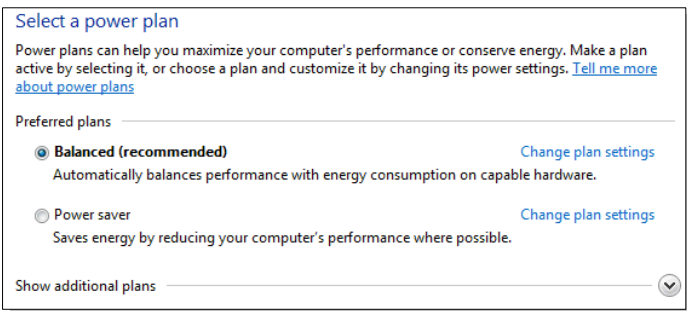 Select a power plan
Power plans can help you maximize your computer's performance or conserve energy. Make a plan
active by selecting it, or choose a plan and customize it by changing its power settings. Tell me more
about power plans
Preferred plans
Balanced (recommended) Change plan settings
Automatically balances performance with energy consumption on capable hardware.
Power saver Change plan settings
Saves energy by reducing your computer's performance where possible.
Show additional plans